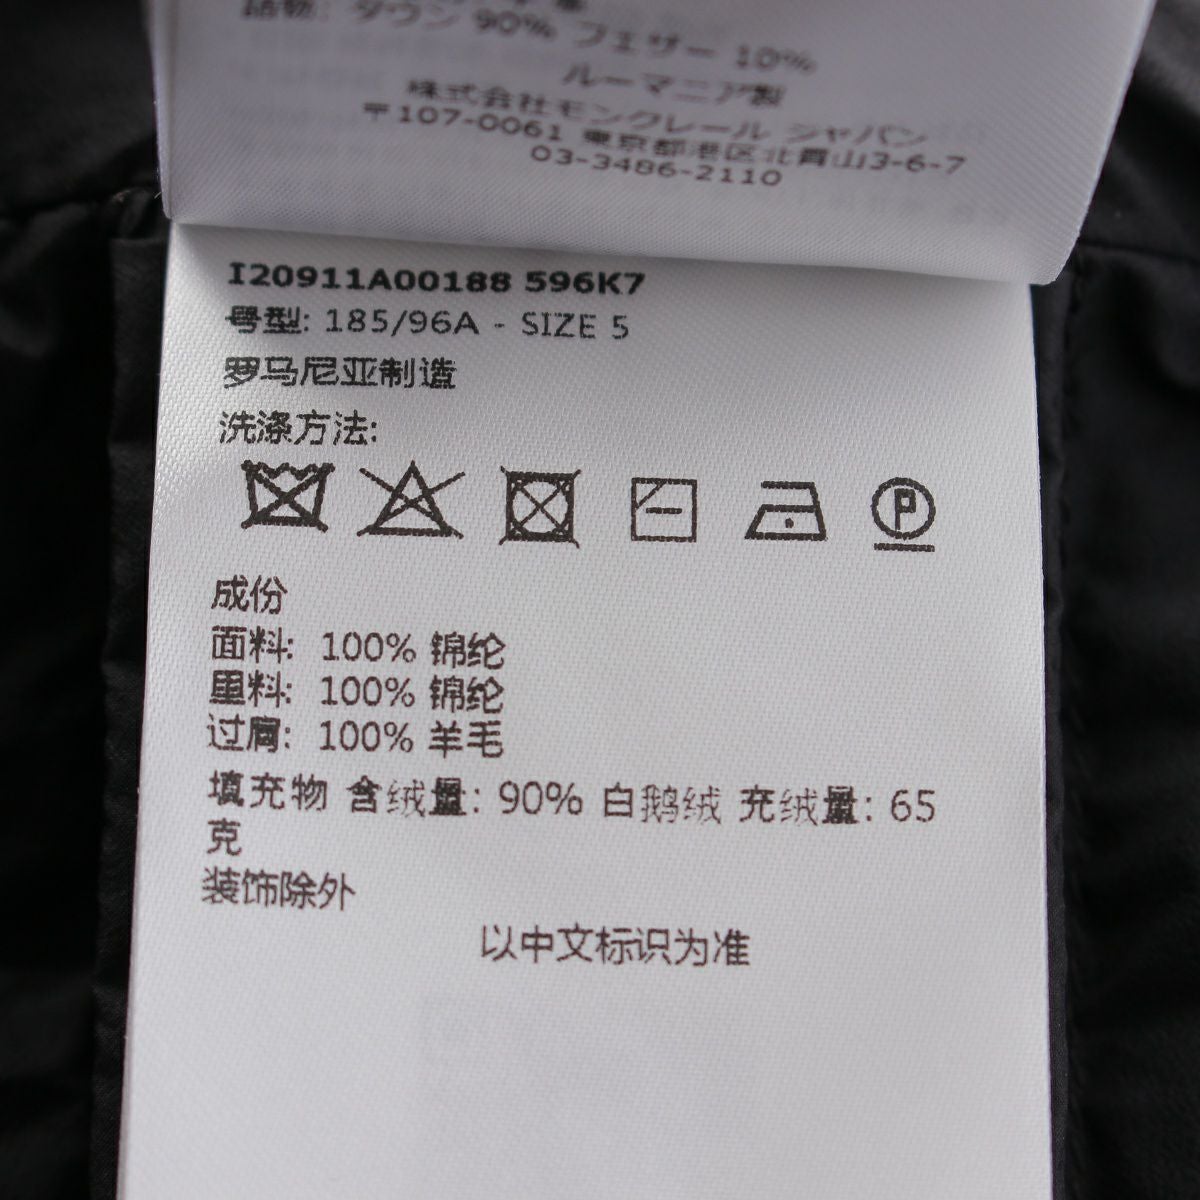 詰物: ダウン 90% フェザー 10%
ルーマニア製
株式会社モンクレール ジャパン
〒107-0061 東京都港区北青山3-6-7
03-3486-2110
I20911A00188 596K7
号型: 185/96A - SIZE 5
罗马尼亚制造
洗涤方法:
P
成份
面料: 100% 锦纶
里料: 100% 锦纶
过肩: 100% 羊毛
填充物 含绒量: 90% 白鹅绒 充绒量: 65
克
装饰除外
以中文标识为准